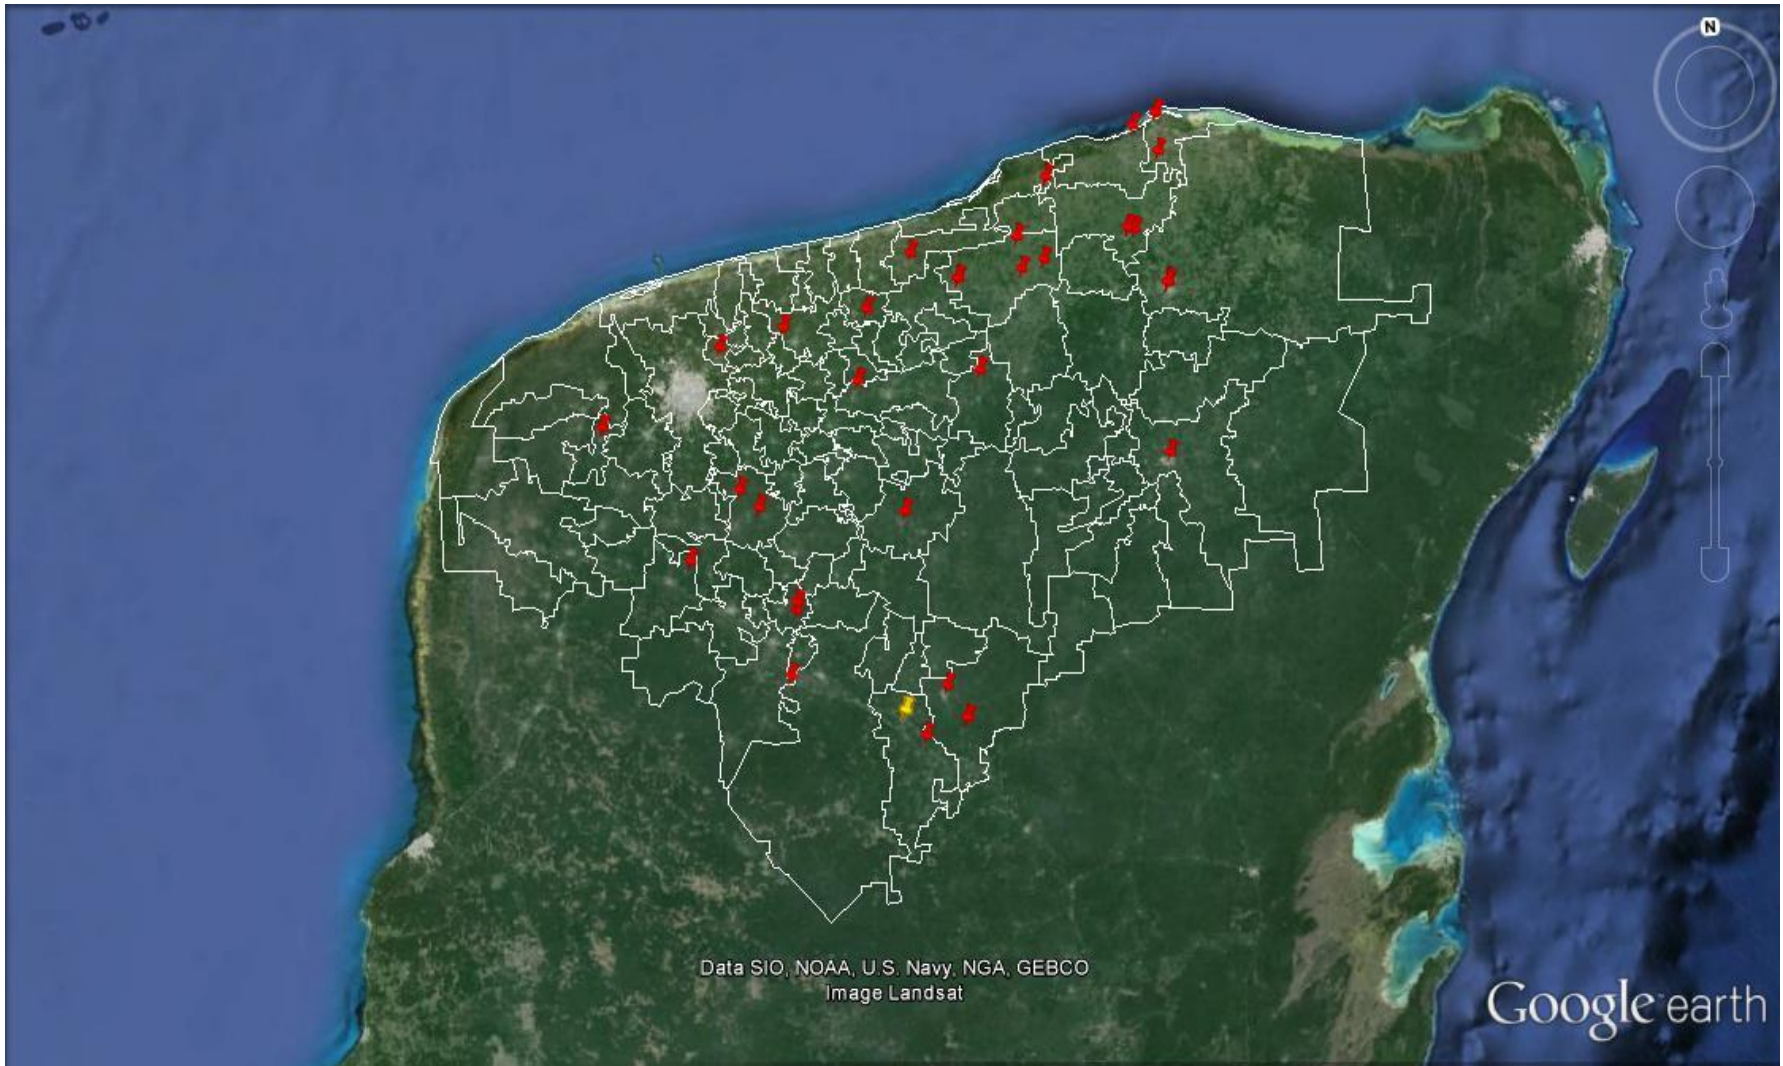 N
Data SIO, NOAA, U.S. Navy, NGA, GEBCO
Image Landsat
Google earth